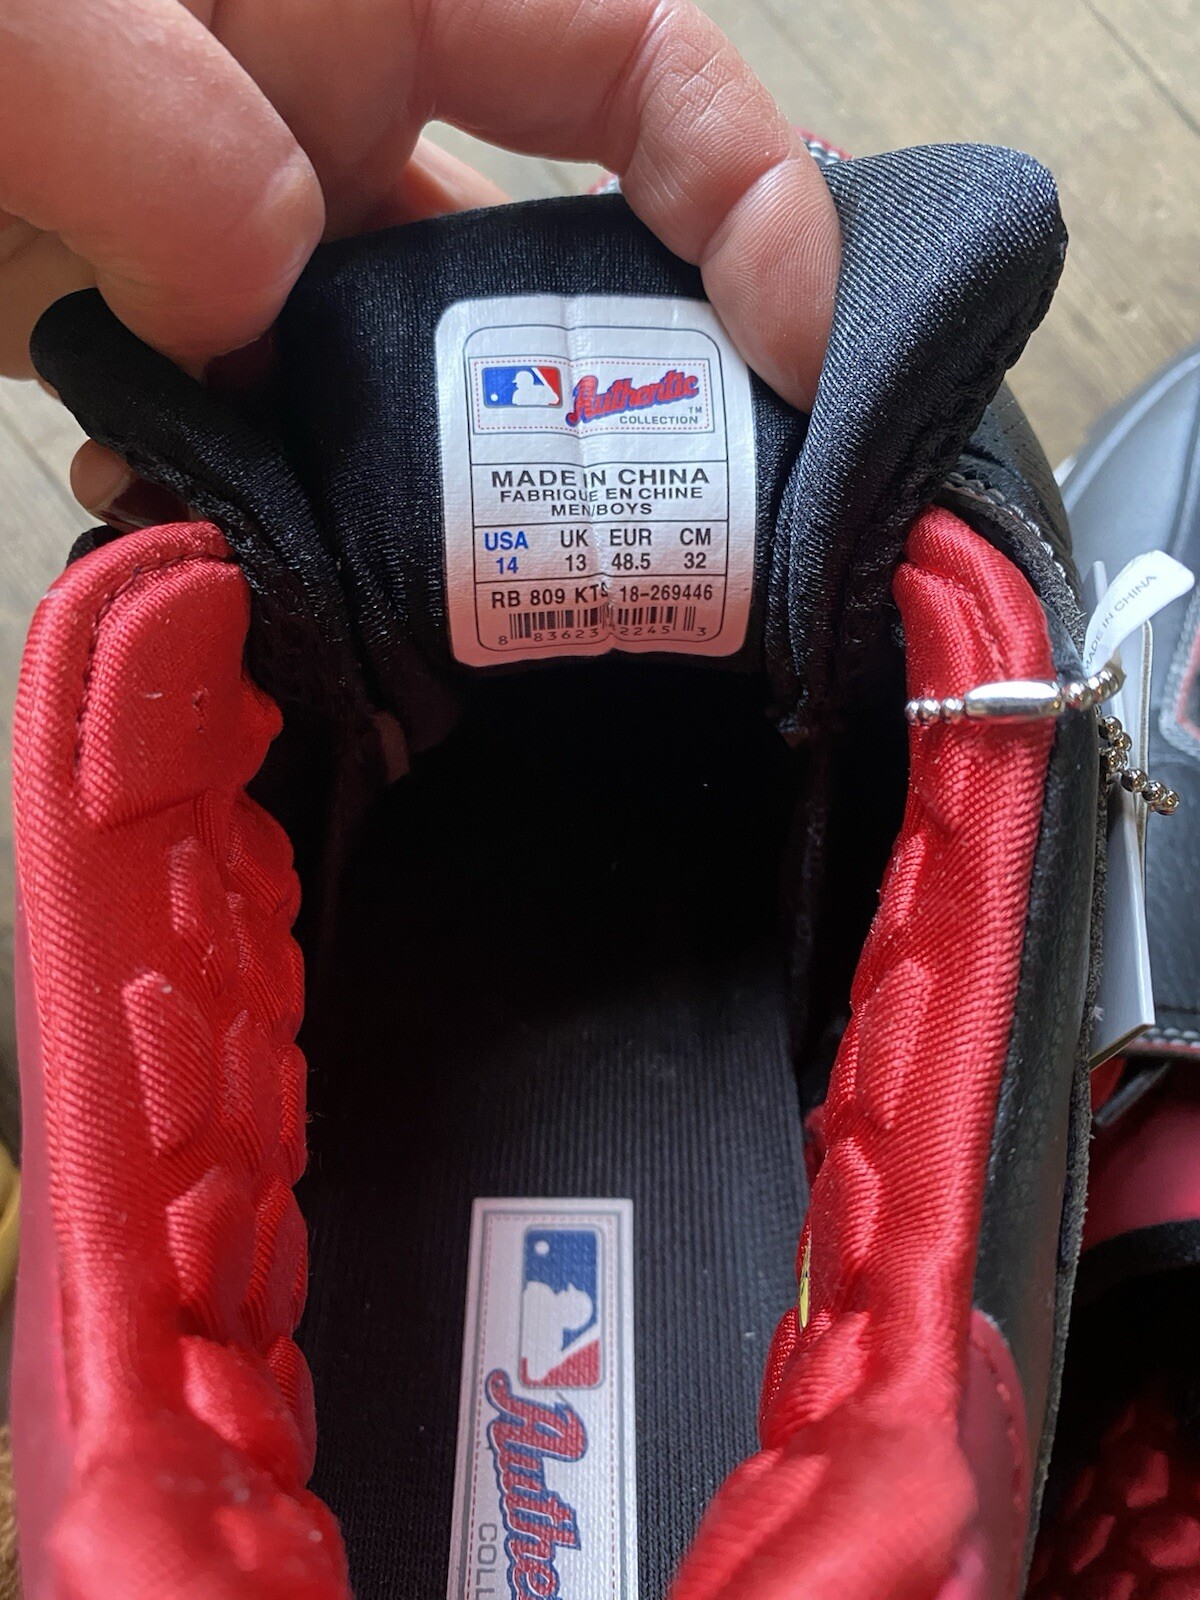 Authentic
TM
COLLECTION
MADE IN CHINA
FABRIQUE EN CHINE
MEN/BOYS
USA UK EUR CM
14 13 48.5 32
RB 809 KTS 18-269446
8 83623 2245 3
MADE IN CHINA